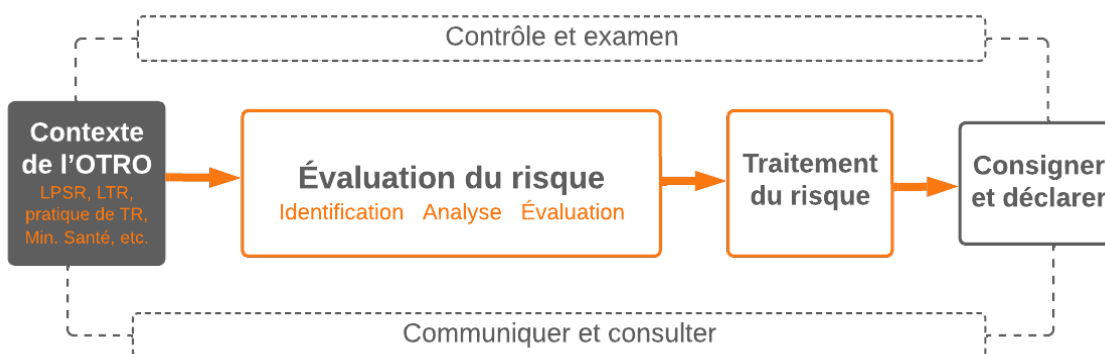 Contrôle et examen
Contexte
de l'OTRO
LPSR, LTR,
pratique de TR,
Min. Santé, etc.
Évaluation du risque
Identification Analyse Évaluation
Traitement
du risque
Consigner
et déclarer
Communiquer et consulter